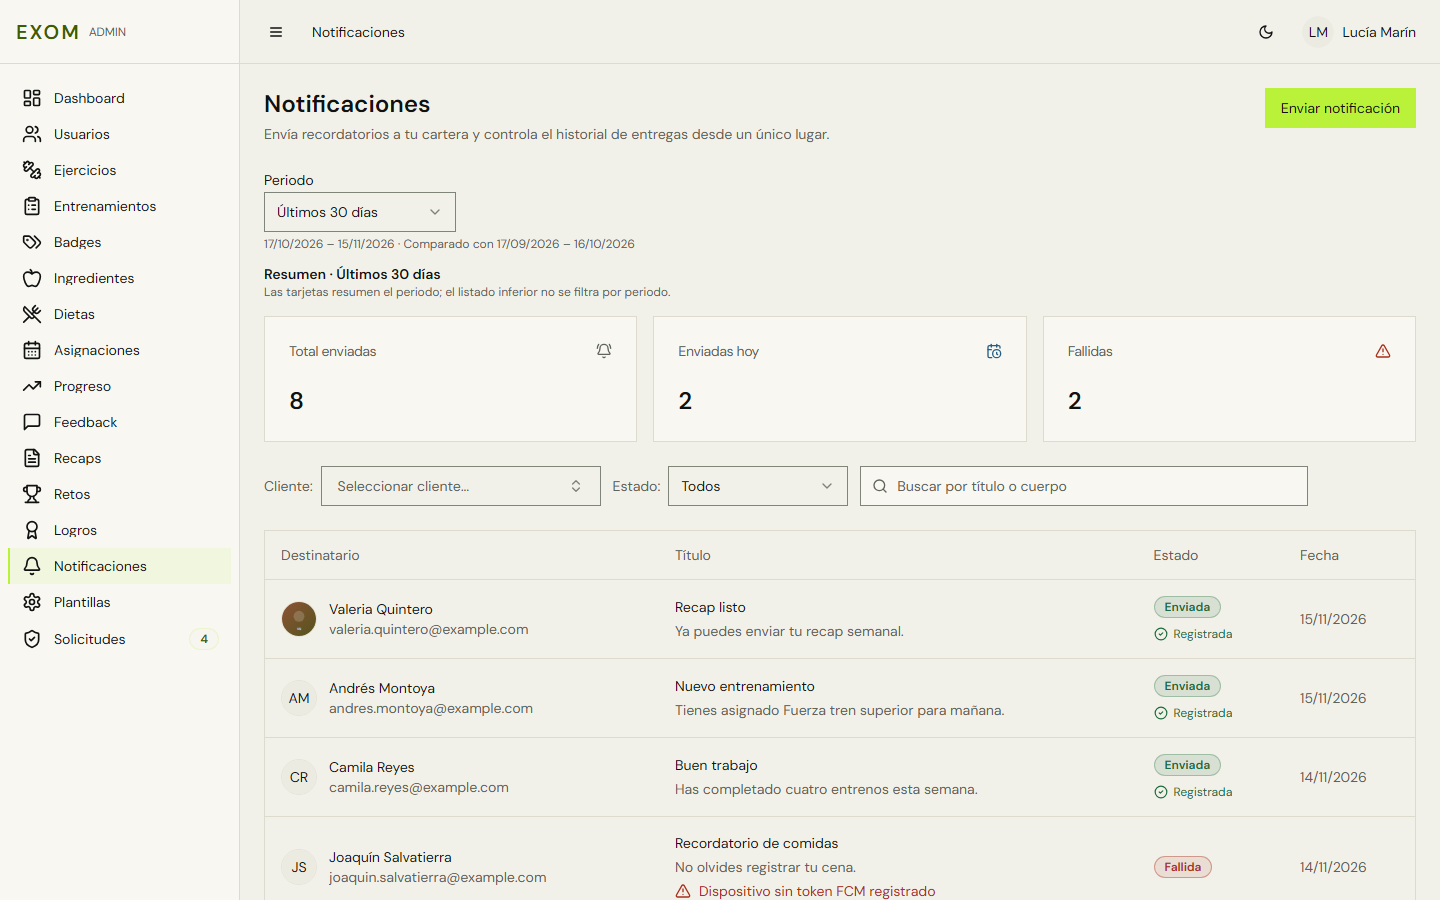 EXOM ADMIN
Notificaciones
LM Lucía Marín
Dashboard
Usuarios
Ejercicios
Entrenamientos
Badges
Ingredientes
Dietas
Asignaciones
Progreso
Feedback
Recaps
Retos
Logros
Notificaciones
Plantillas
Solicitudes 4
Notificaciones
Envía recordatorios a tu cartera y controla el historial de entregas desde un único lugar.
Enviar notificación
Periodo
Últimos 30 días
17/10/2026 – 15/11/2026 · Comparado con 17/09/2026 – 16/10/2026
Resumen · Últimos 30 días
Las tarjetas resumen el periodo; el listado inferior no se filtra por periodo.
Total enviadas
8
Enviadas hoy
2
Fallidas
2
Cliente: Seleccionar cliente... Estado: Todos Buscar por título o cuerpo
Destinatario Título Estado Fecha
Valeria Quintero
valeria.quintero@example.com
Recap listo
Ya puedes enviar tu recap semanal.
Enviada
Registrada
15/11/2026
AM
Andrés Montoya
andres.montoya@example.com
Nuevo entrenamiento
Tienes asignado Fuerza tren superior para mañana.
Enviada
Registrada
15/11/2026
CR
Camila Reyes
camila.reyes@example.com
Buen trabajo
Has completado cuatro entrenos esta semana.
Enviada
Registrada
14/11/2026
JS
Joaquín Salvatierra
joaquin.salvatierra@example.com
Recordatorio de comidas
No olvides registrar tu cena.
Dispositivo sin token FCM registrado
Fallida
14/11/2026